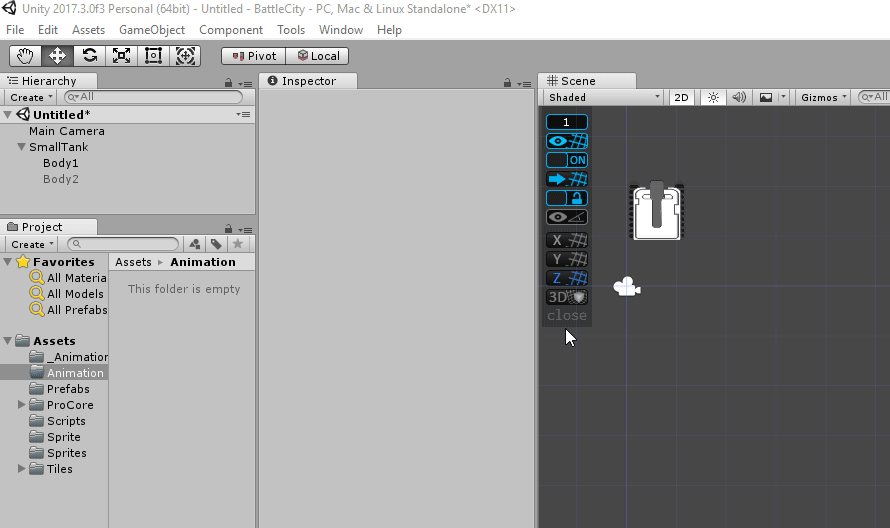 Unity 2017.3.0f3 Personal (64bit) - Untitled - BattleCity - PC, Mac & Linux Standalone* <DX11>
File Edit Assets GameObject Component Tools Window Help
Pivot Local
Hierarchy
Create All
Untitled*
Main Camera
SmallTank
Body1
Body2
Project
Create
Favorites
All Materia
All Models
All Prefabs
Assets
_Animation
Animation
Prefabs
ProCore
Scripts
Sprite
Sprites
Tiles
Assets Animation
This folder is empty
Inspector
Scene
Shaded 2D Gizmos All
1
ON
X
Y
Z
3D
close